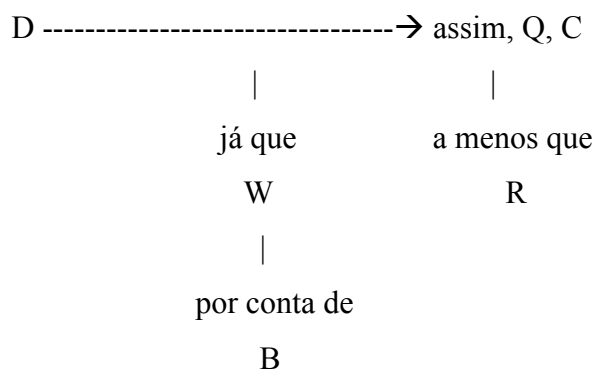 D ---------------------------------→ assim, Q, C
| |
já que a menos que
W R
|
por conta de
B